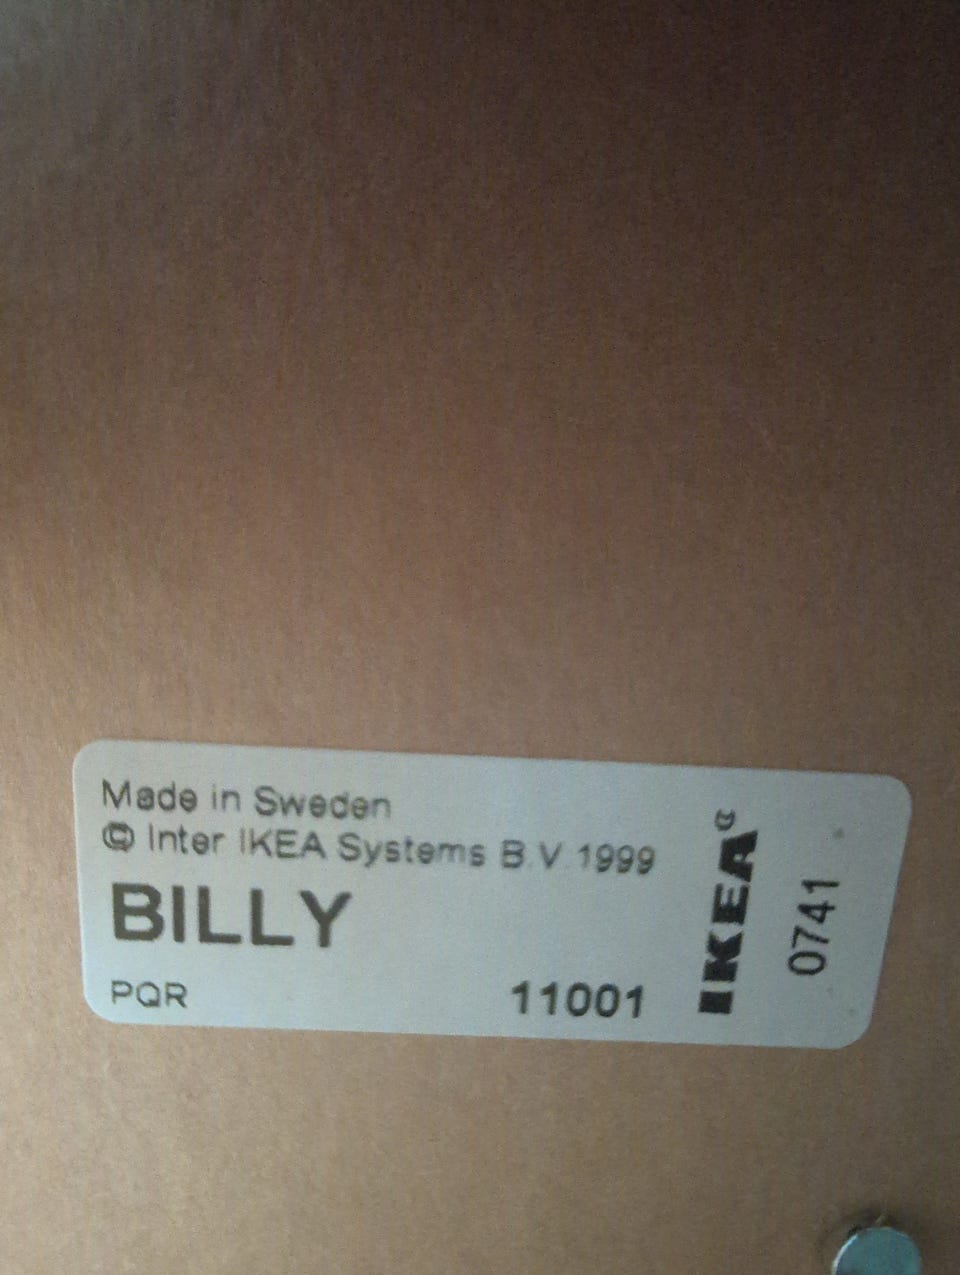 Made in Sweden
© Inter IKEA Systems B.V. 1999
BILLY
PQR 11001
IKEA®
0741